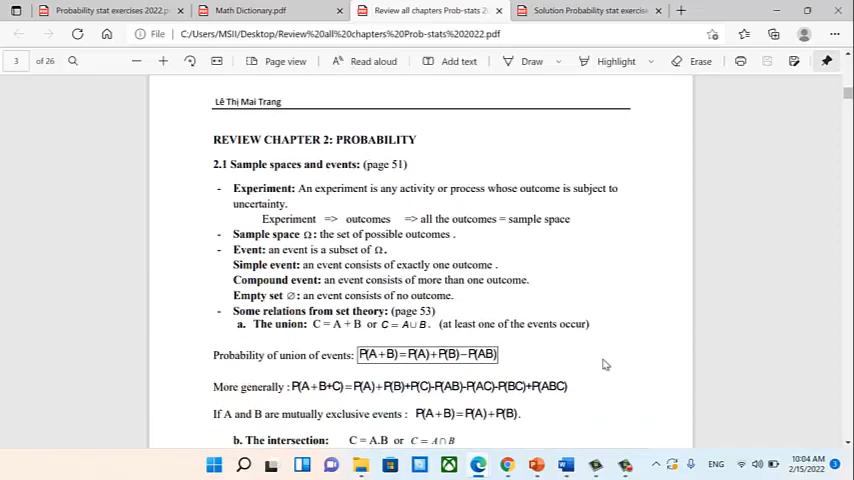 Probability stat exercises 2022.p
Math Dictionary.pdf
Review all chapters Prob-stats 20
Solution Probability stat exercise
File
C:/Users/MSII/Desktop/Review%20all%20chapters%20Prob-stats%202022.pdf
3 of 26
Page view
Read aloud
Add text
Draw
Highlight
Erase
Lê Thị Mai Trang
REVIEW CHAPTER 2: PROBABILITY
2.1 Sample spaces and events: (page 51)
- Experiment: An experiment is any activity or process whose outcome is subject to
uncertainty.
Experiment => outcomes => all the outcomes = sample space
- Sample space Ω: the set of possible outcomes .
- Event: an event is a subset of Ω.
Simple event: an event consists of exactly one outcome .
Compound event: an event consists of more than one outcome.
Empty set ∅: an event consists of no outcome.
- Some relations from set theory: (page 53)
a. The union: C = A + B or C = A∪B. (at least one of the events occur)
Probability of union of events: P(A+B)=P(A)+P(B)−P(AB)
More generally : P(A+B+C)=P(A)+P(B)+P(C)-P(AB)-P(AC)-P(BC)+P(ABC)
If A and B are mutually exclusive events : P(A+B)=P(A)+P(B).
b. The intersection: C = A.B or C = A∩B
ENG
10:04 AM
2/15/2022
3